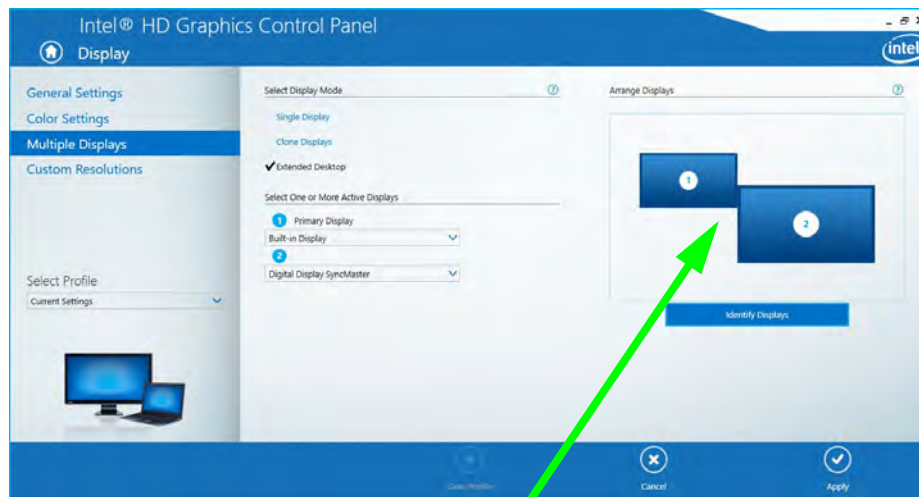 Intel® HD Graphics Control Panel
Display
intel
General Settings
Color Settings
Multiple Displays
Custom Resolutions
Select Profile
Current Settings
Select Display Mode
Single Display
Clone Displays
Extended Desktop
Select One or More Active Displays
1 Primary Display
Built-in Display
2
Digital Display SyncMaster
Arrange Displays
1
2
Identify Displays
Save Profile
Cancel
Apply